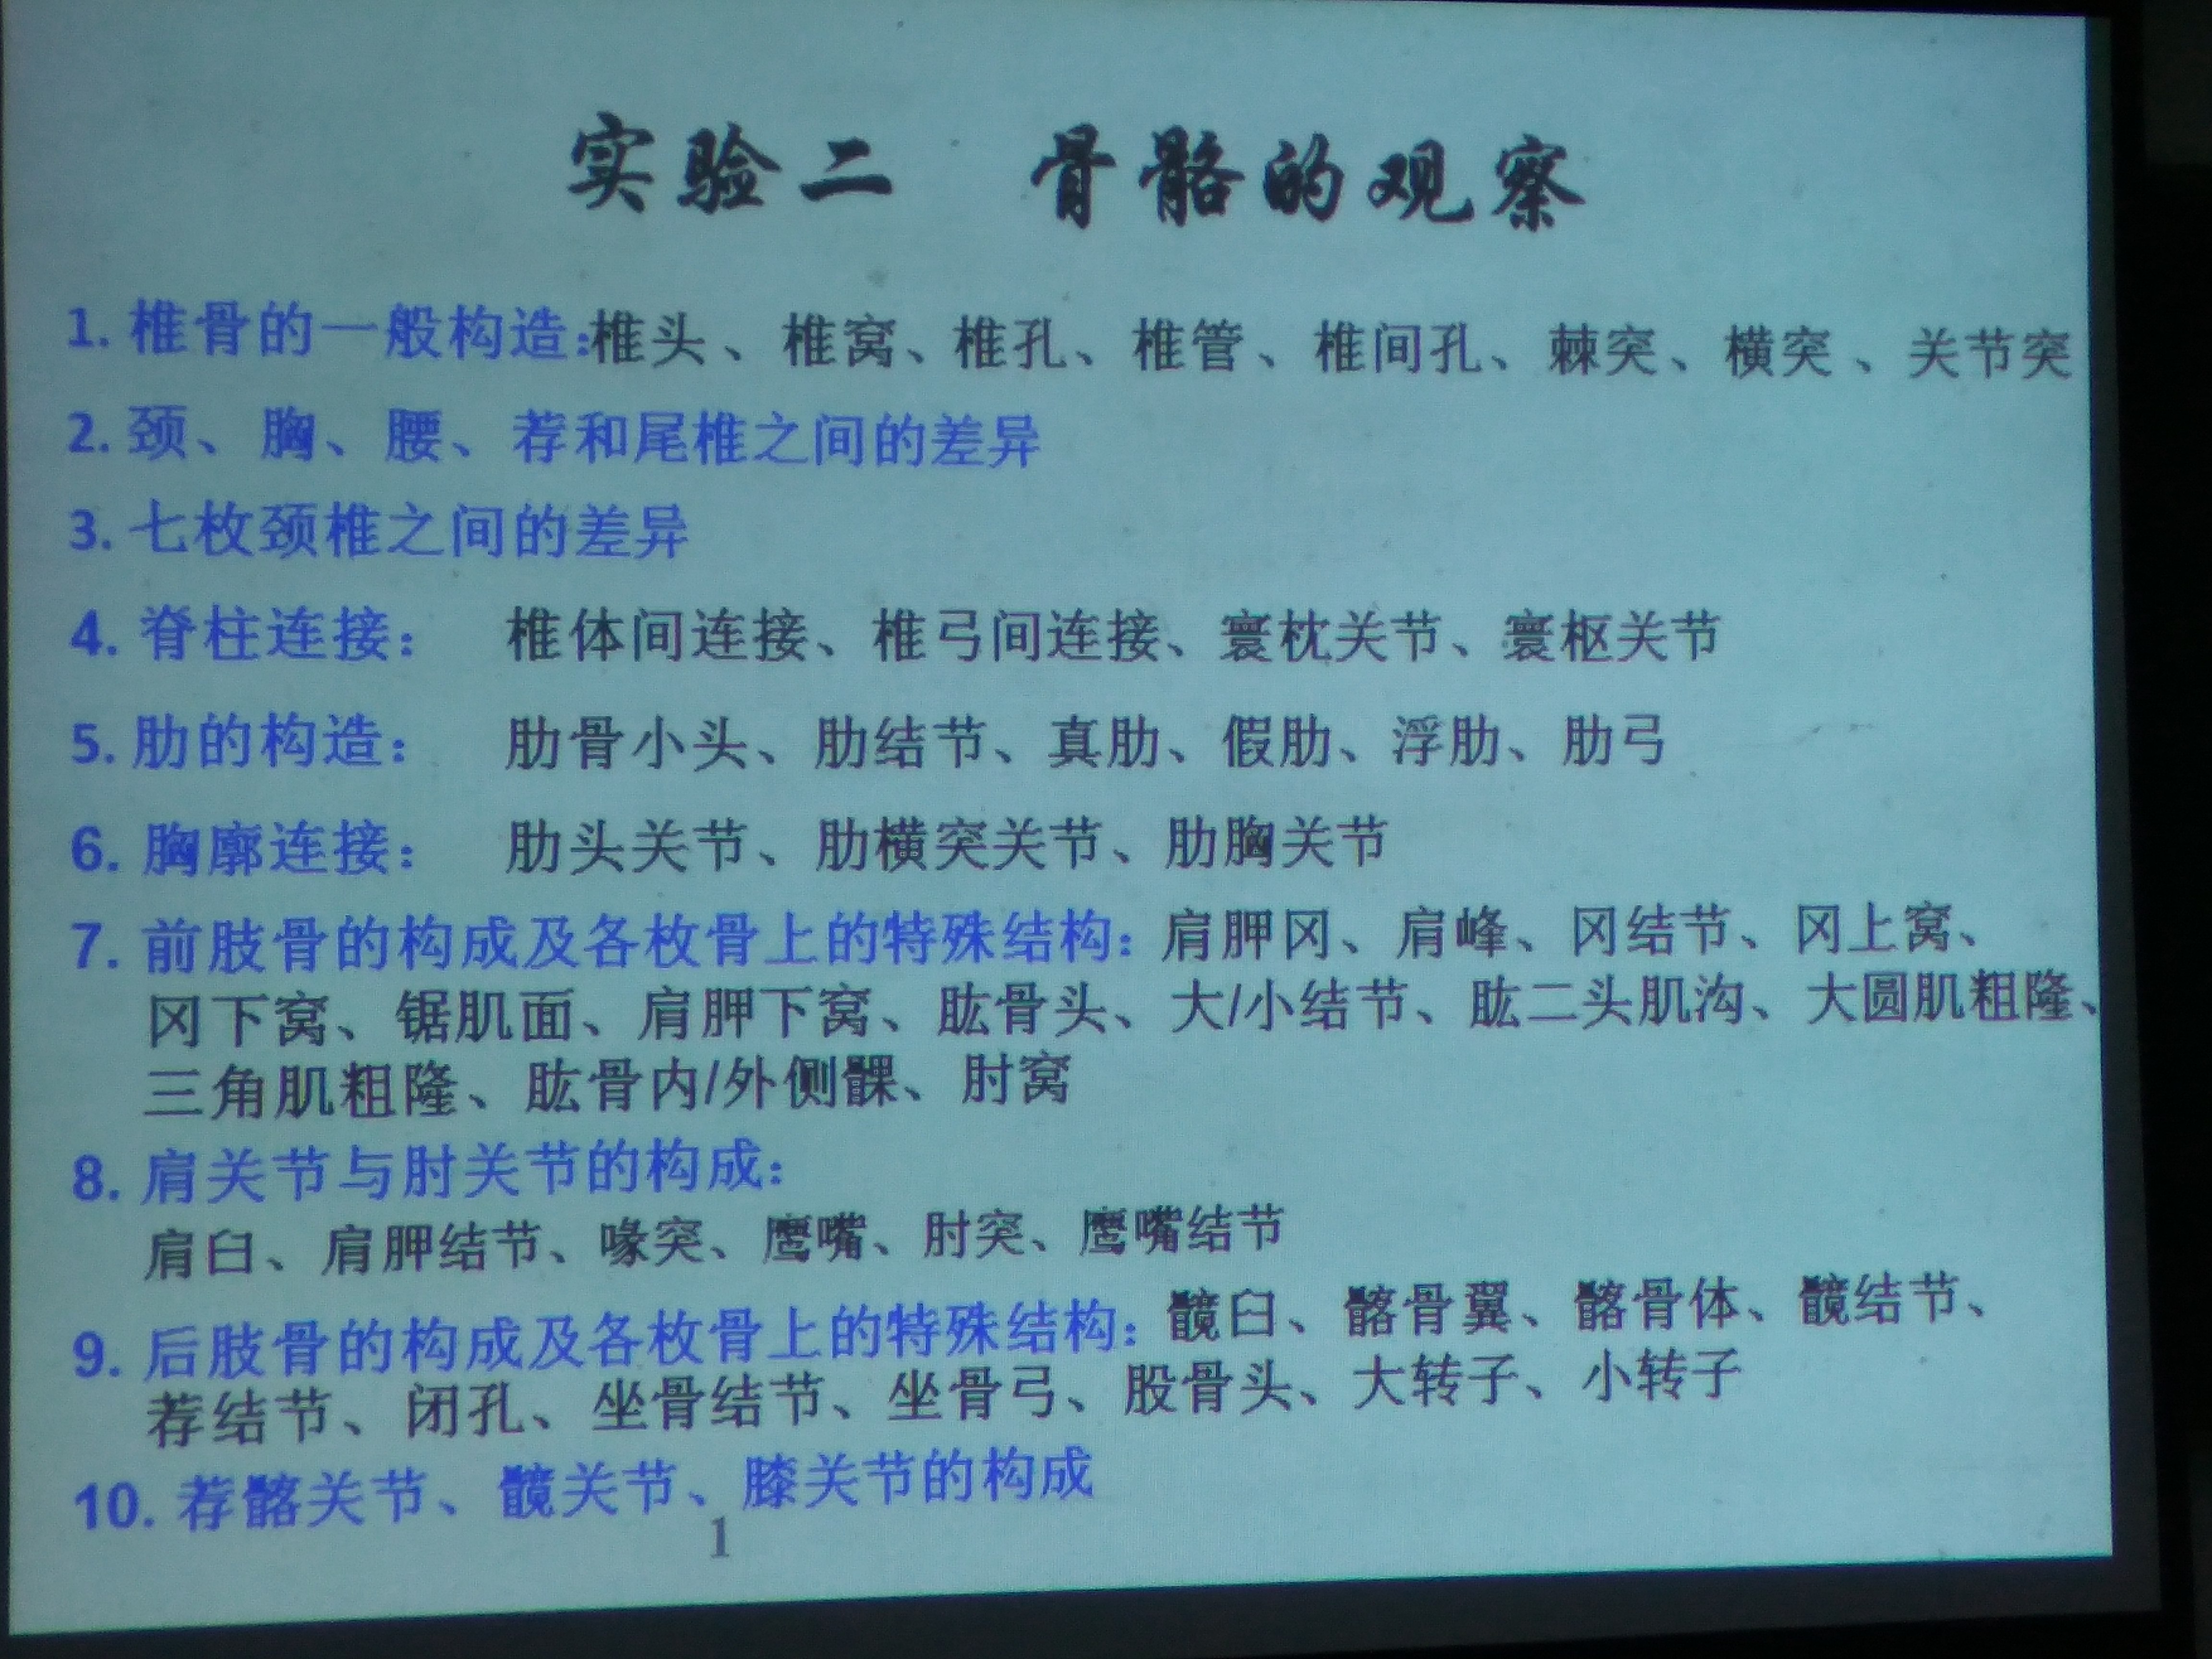 实验二 骨骼的观察
1. 椎骨的一般构造:椎头、椎窝、椎孔、椎管、椎间孔、棘突、横突、关节突
2. 颈、胸、腰、荐和尾椎之间的差异
3. 七枚颈椎之间的差异
4. 脊柱连接: 椎体间连接、椎弓间连接、寰枕关节、寰枢关节
5. 肋的构造: 肋骨小头、肋结节、真肋、假肋、浮肋、肋弓
6. 胸廓连接: 肋头关节、肋横突关节、肋胸关节
7. 前肢骨的构成及各枚骨上的特殊结构: 肩胛冈、肩峰、冈结节、冈上窝、
冈下窝、锯肌面、肩胛下窝、肱骨头、大/小结节、肱二头肌沟、大圆肌粗隆、
三角肌粗隆、肱骨内/外侧髁、肘窝
8. 肩关节与肘关节的构成:
肩臼、肩胛结节、喙突、鹰嘴、肘突、鹰嘴结节
9. 后肢骨的构成及各枚骨上的特殊结构: 髋臼、髂骨翼、髂骨体、髋结节、
荐结节、闭孔、坐骨结节、坐骨弓、股骨头、大转子、小转子
10. 荐髂关节、髋关节、膝关节的构成
1